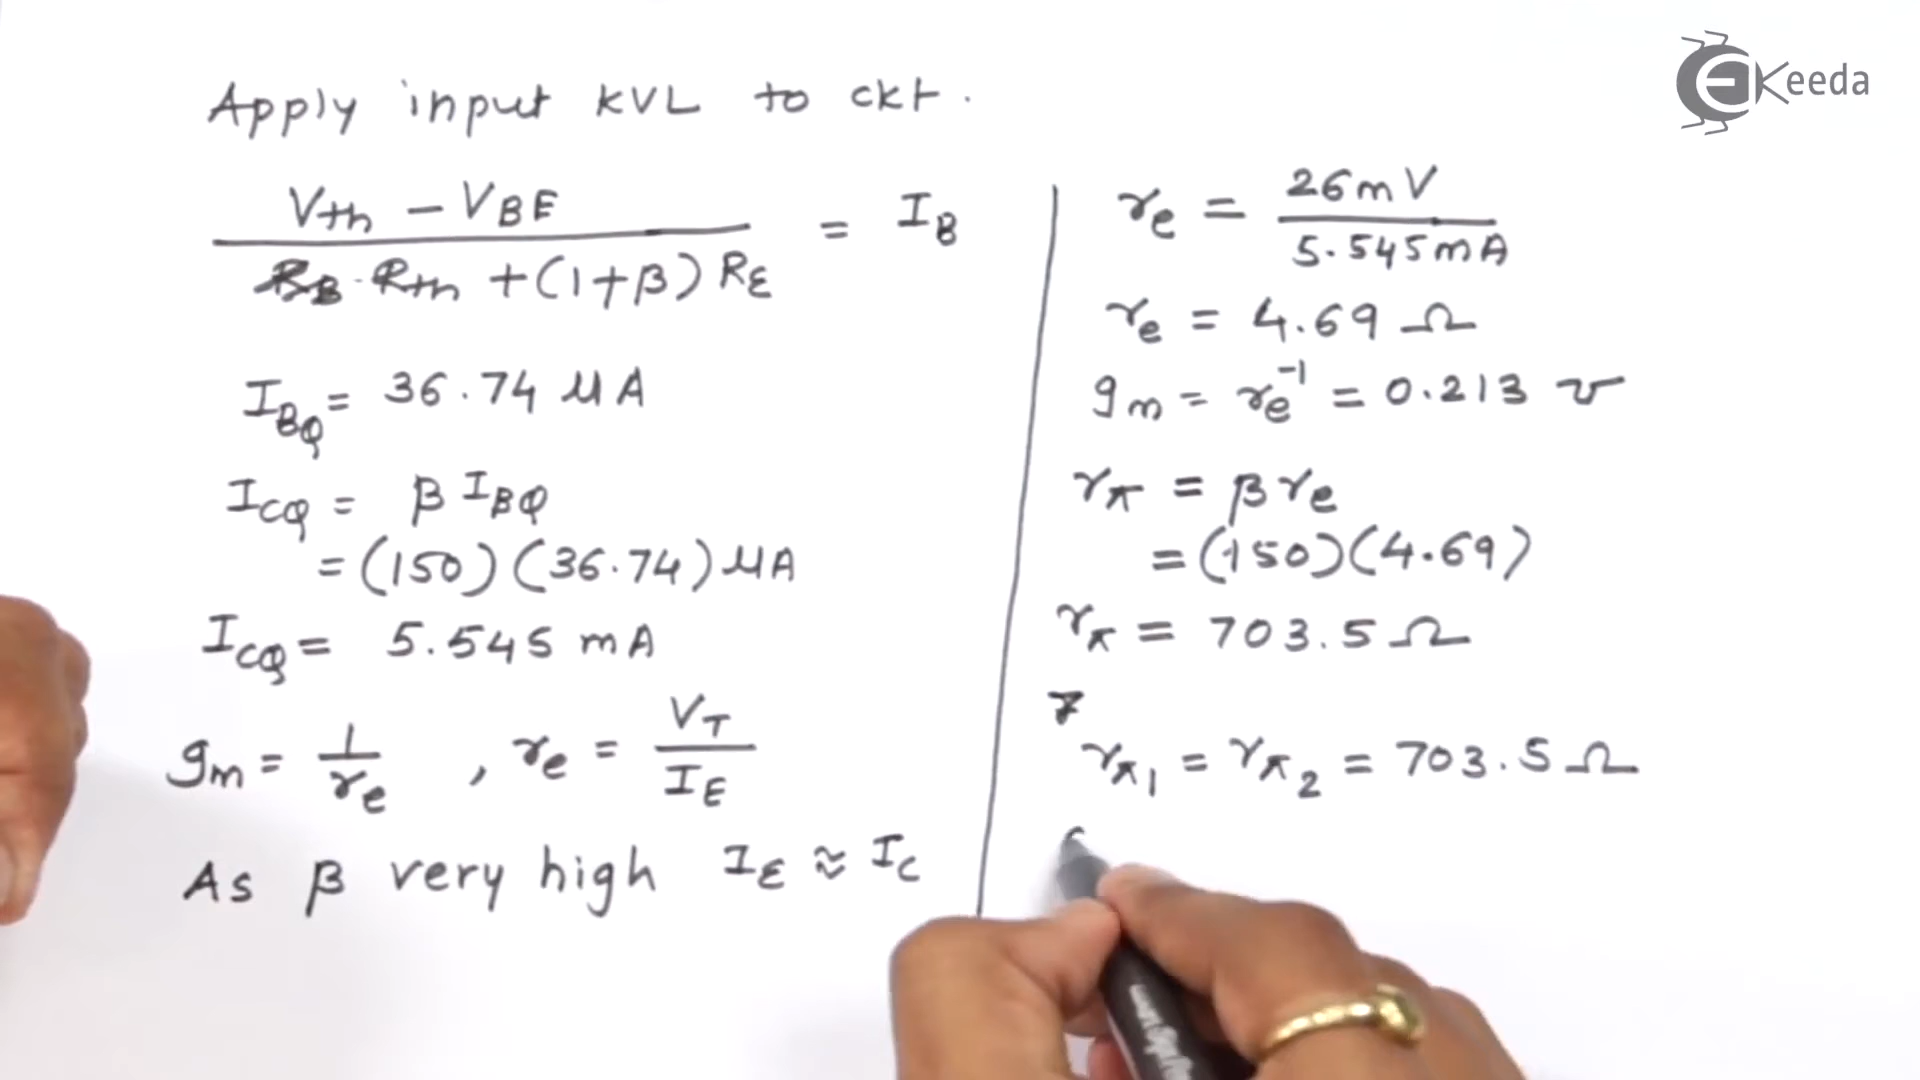 Apply input KVL to ckt.
Vth - VBE
Rth + (1+β) RE
= IB
IBQ = 36.74 μA
ICQ = β IBQ
= (150) (36.74) μA
ICQ = 5.545 mA
gm = 1/re , re = VT/IE
As β very high IE ≈ IC
re = 26mV / 5.545mA
re = 4.69 Ω
gm = re⁻¹ = 0.213 ʊ
rπ = β re
= (150)(4.69)
rπ = 703.5 Ω
rπ1 = rπ2 = 703.5 Ω
Keeda